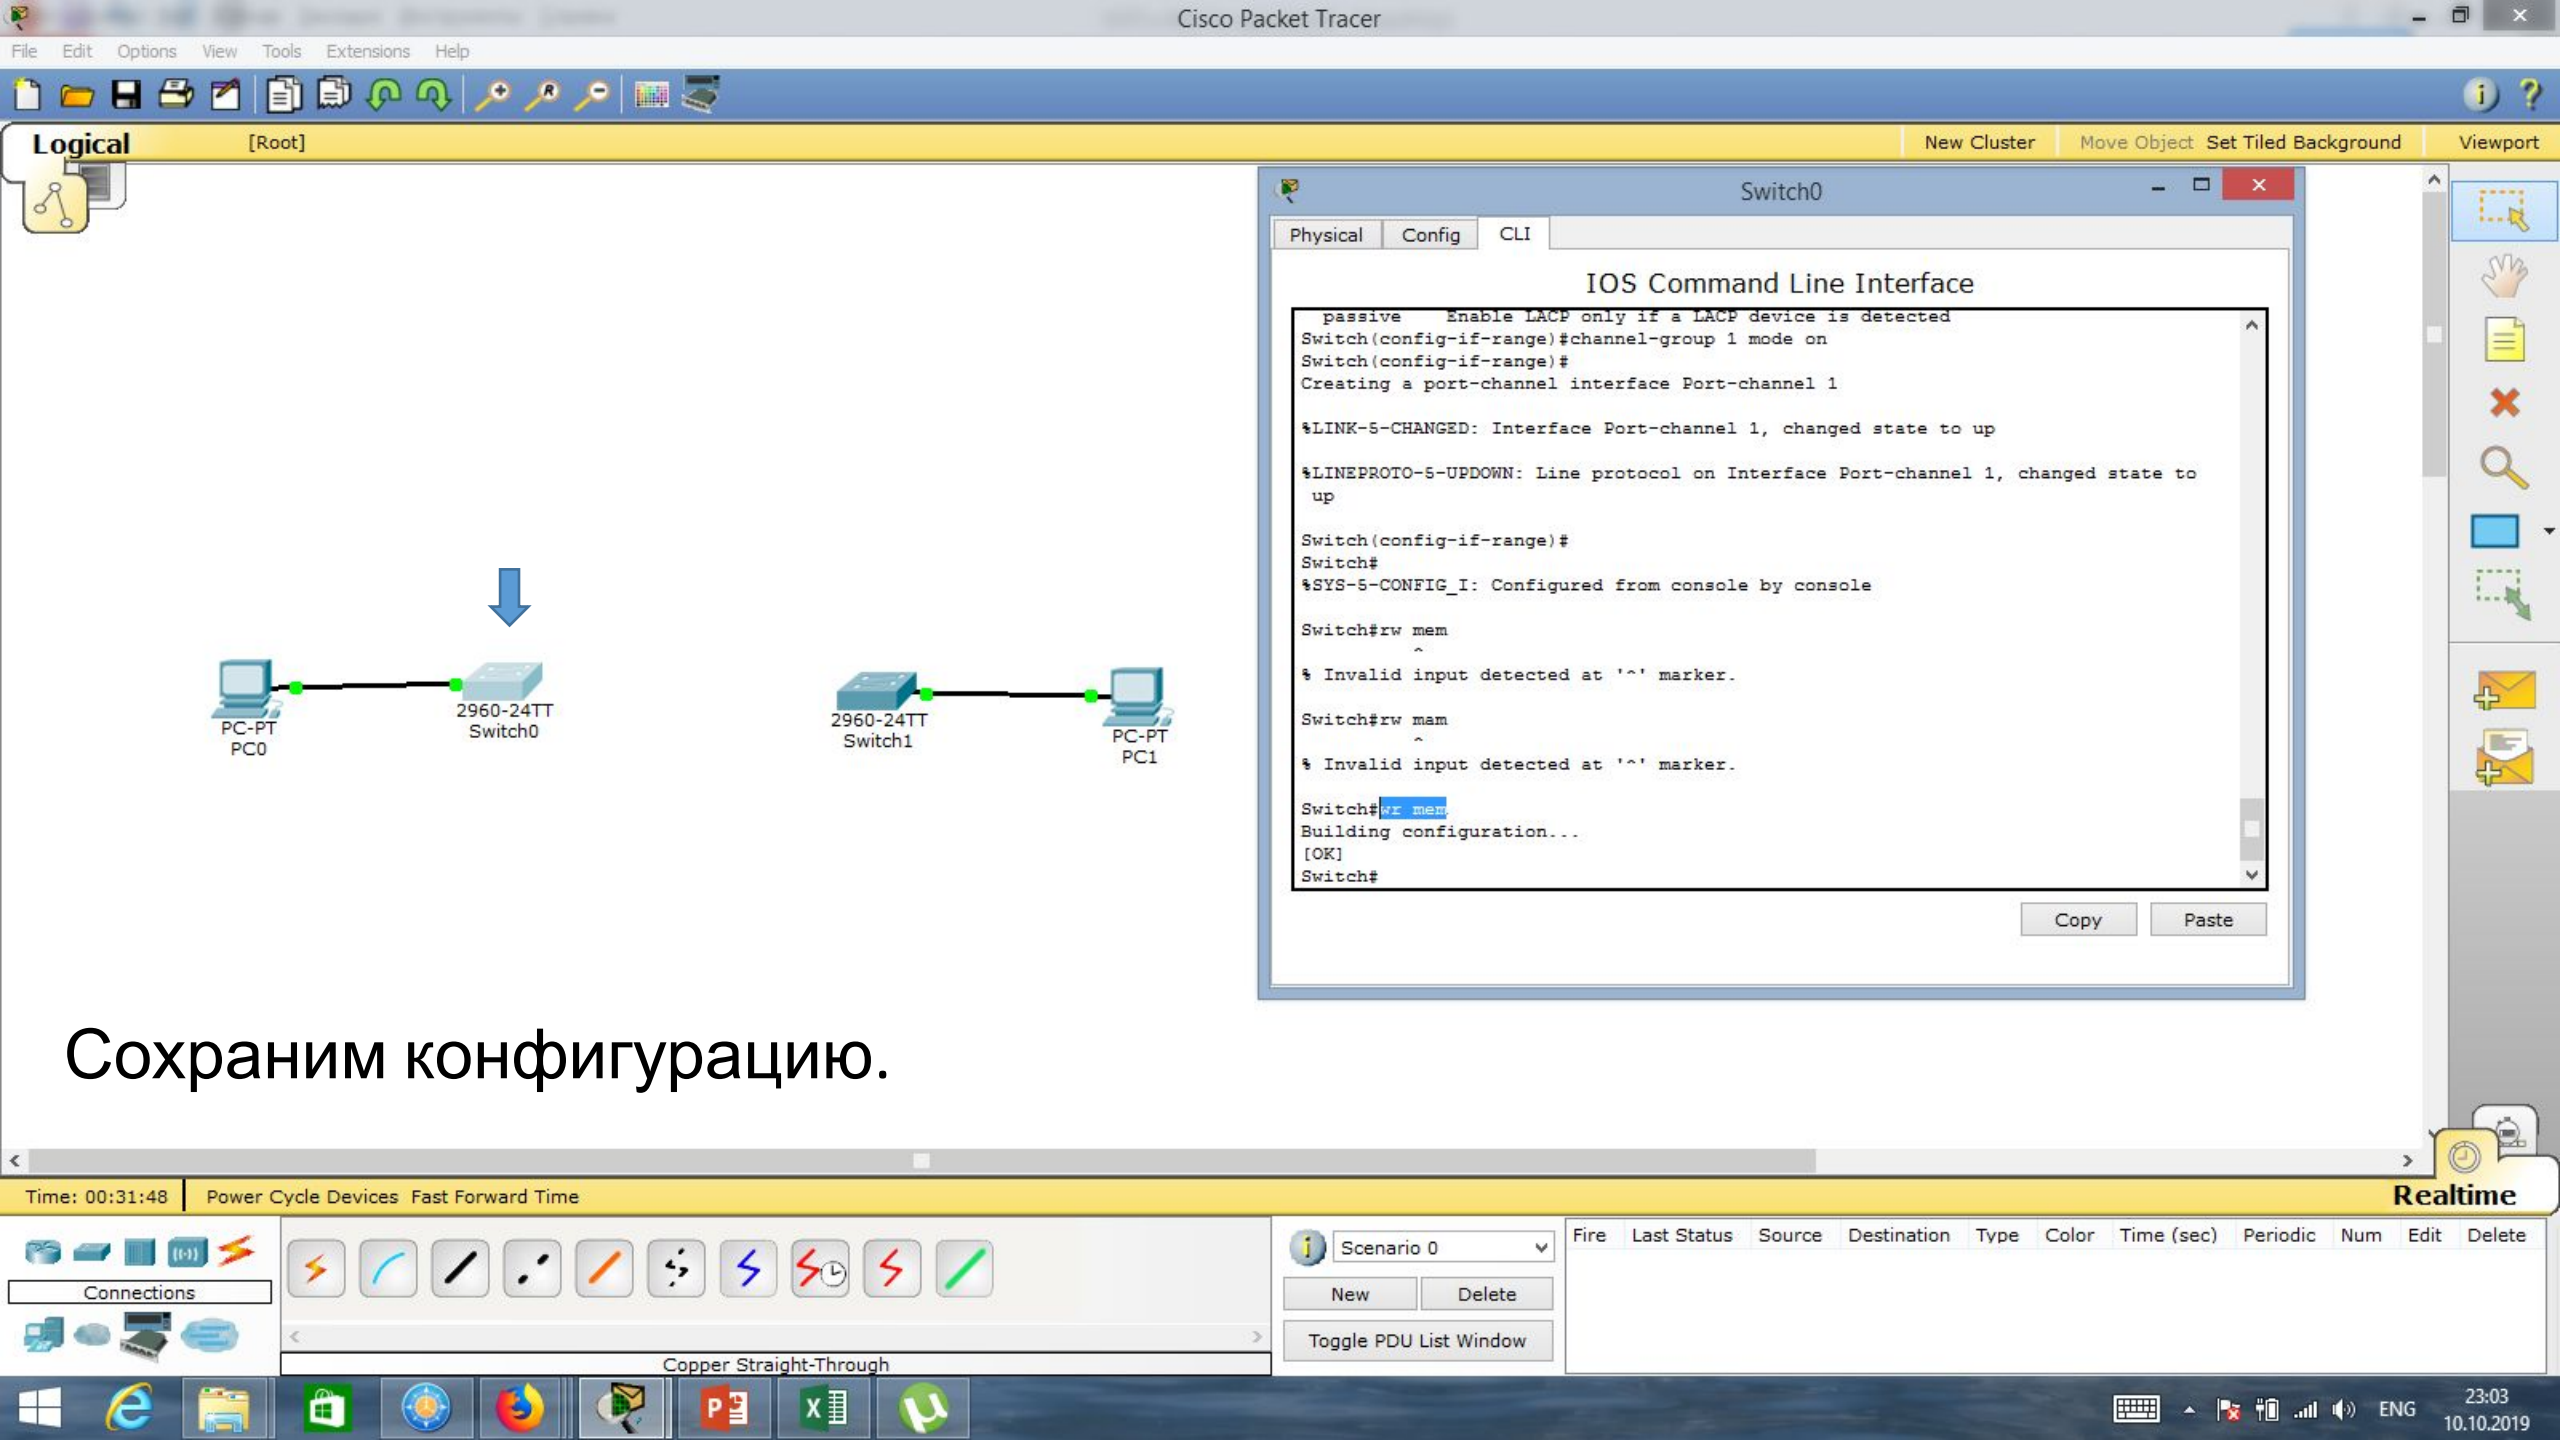 Cisco Packet Tracer
File Edit Options View Tools Extensions Help
Logical [Root] New Cluster Move Object Set Tiled Background Viewport
Switch0
Physical Config CLI
IOS Command Line Interface
passive Enable LACP only if a LACP device is detected
Switch(config-if-range)#channel-group 1 mode on
Switch(config-if-range)#
Creating a port-channel interface Port-channel 1
%LINK-5-CHANGED: Interface Port-channel 1, changed state to up
%LINEPROTO-5-UPDOWN: Line protocol on Interface Port-channel 1, changed state to
up
Switch(config-if-range)#
Switch#
%SYS-5-CONFIG_I: Configured from console by console
Switch#rw mem
^
% Invalid input detected at '^' marker.
Switch#rw mam
^
% Invalid input detected at '^' marker.
Switch#wr mem
Building configuration...
[OK]
Switch#
Copy Paste
PC-PT
PC0
2960-24TT
Switch0
2960-24TT
Switch1
PC-PT
PC1
Сохраним конфигурацию.
Time: 00:31:48 Power Cycle Devices Fast Forward Time
Realtime
Connections
Copper Straight-Through
Scenario 0
New Delete
Toggle PDU List Window
Fire Last Status Source Destination Type Color Time (sec) Periodic Num Edit Delete
ENG
23:03
10.10.2019